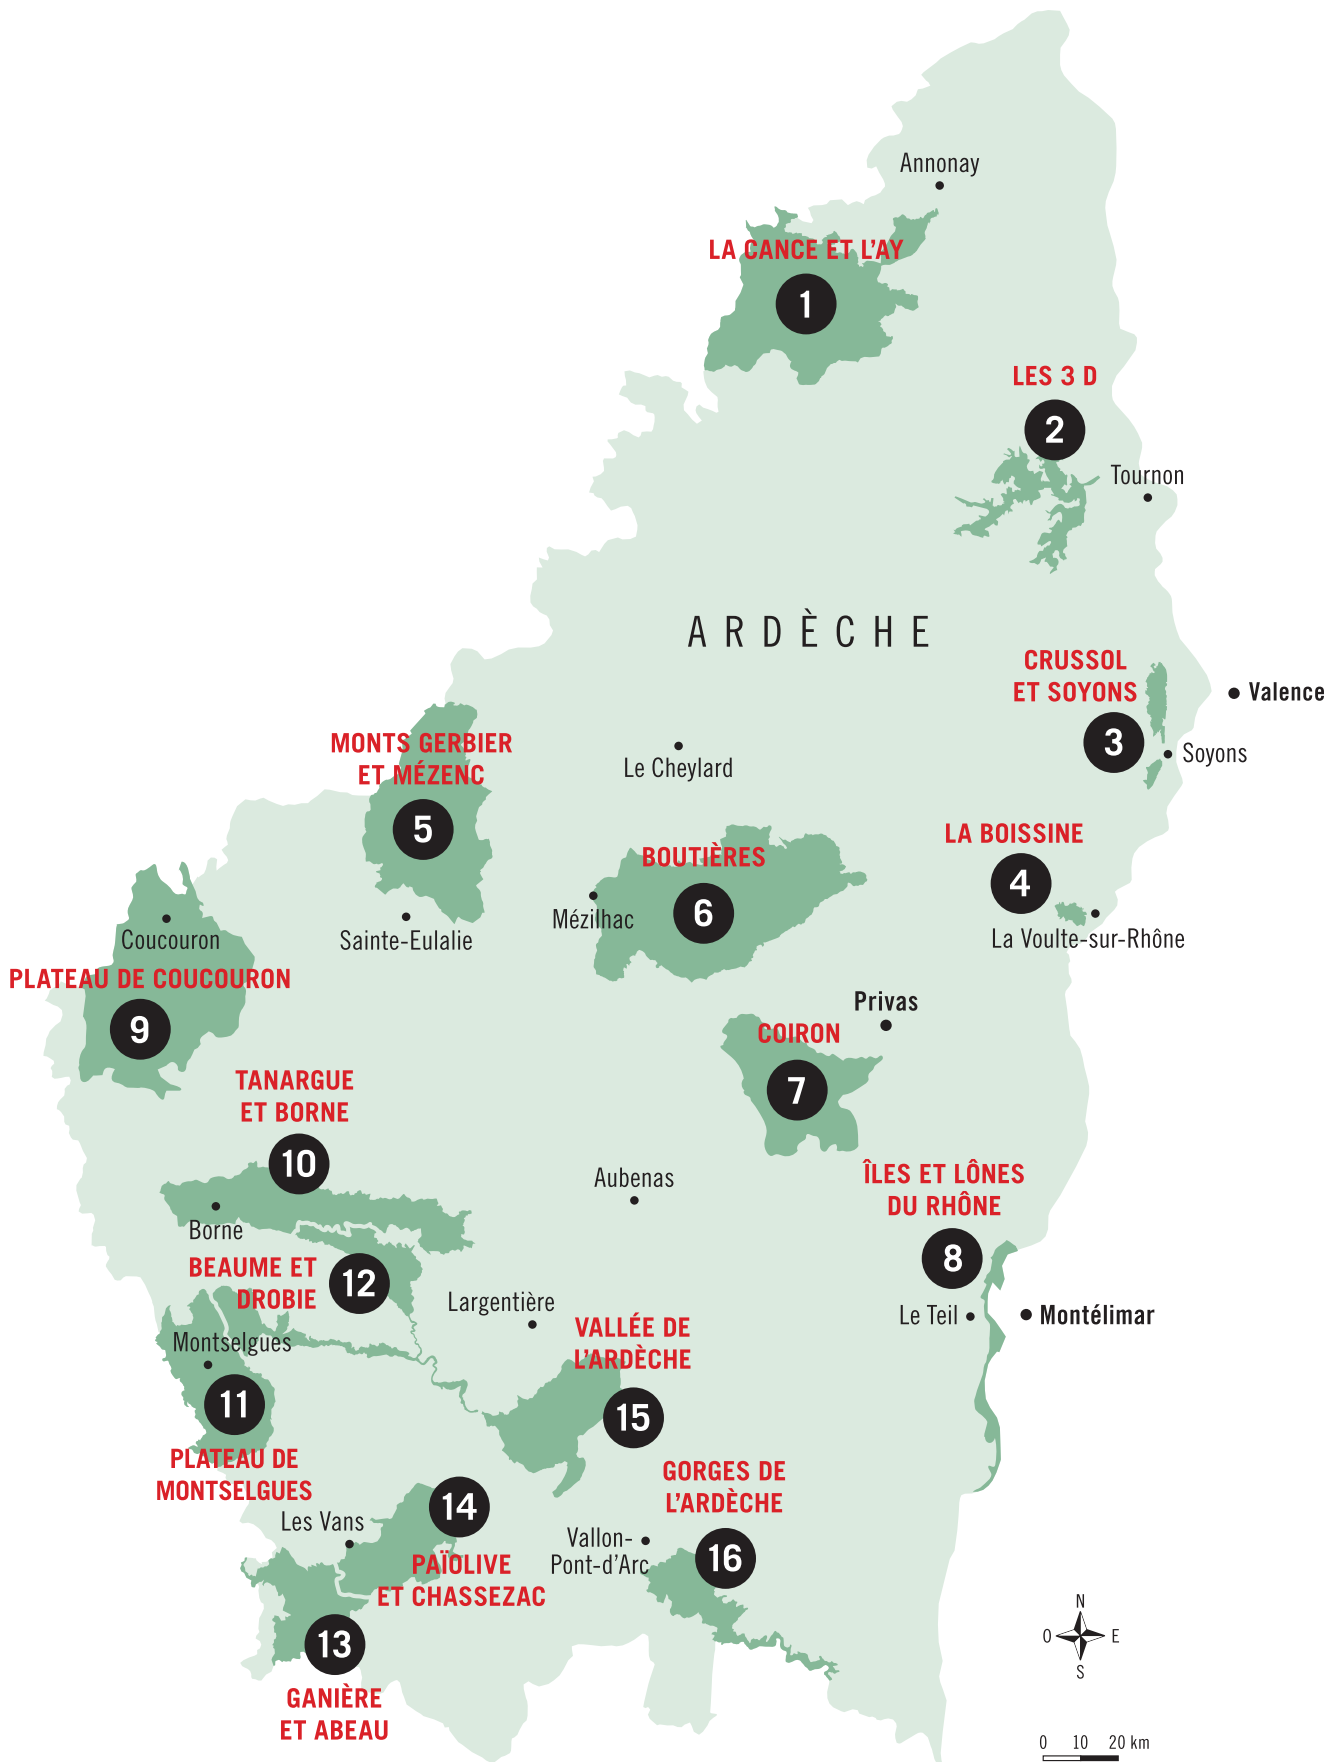 Annonay
LA CANCE ET L'AY
1
LES 3 D
2
Tournon
ARDÈCHE
CRUSSOL
ET SOYONS
3
Valence
Soyons
MONTS GERBIER
ET MÉZENC
5
Le Cheylard
LA BOISSINE
4
La Voulte-sur-Rhône
BOUTIÈRES
6
Mézilhac
Sainte-Eulalie
Coucouron
PLATEAU DE COUCOURON
9
Privas
COIRON
7
TANARGUE
ET BORNE
10
Borne
Aubenas
ÎLES ET LÔNES
DU RHÔNE
8
Le Teil
Montélimar
BEAUME ET
DROBIE
12
Largentière
Montselgues
11
PLATEAU DE
MONTSELGUES
VALLÉE DE
L'ARDÈCHE
15
GORGES DE
L'ARDÈCHE
16
Vallon-
Pont-d'Arc
14
Les Vans
PAÏOLIVE
ET CHASSEZAC
13
GANIÈRE
ET ABEAU
N
O
E
S
0 10 20 km